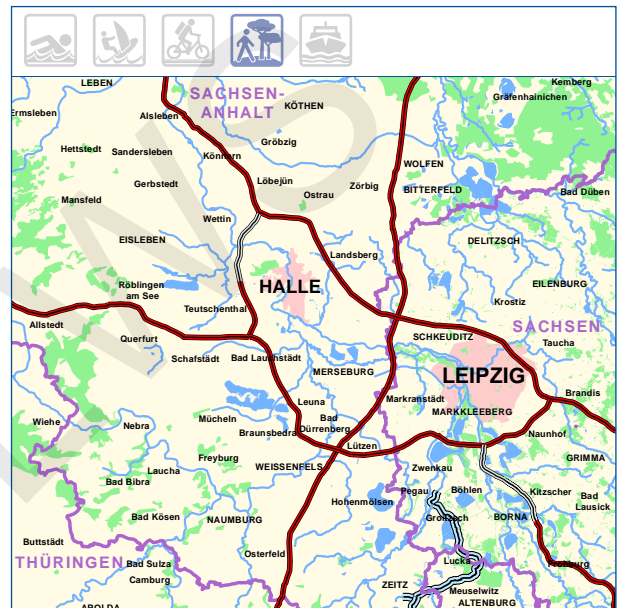 LEBEN
Kemberg
SACHSEN-
ANHALT
Gräfenhainichen
KÖTHEN
Ermsleben
Alsleben
Gröbzig
Hettstedt
Sandersleben
Könnern
WOLFEN
Gerbstedt
Löbejün
Zörbig
BITTERFELD
Bad Düben
Mansfeld
Ostrau
Wettin
EISLEBEN
DELITZSCH
Landsberg
Röblingen
am See
HALLE
EILENBURG
Krostiz
Teutschenthal
Allstedt
SACHSEN
Querfurt
SCHKEUDITZ
Taucha
Schafstädt
Bad Lauchstädt
MERSEBURG
LEIPZIG
Brandis
Leuna
Markranstädt
MARKKLEEBERG
Wiehe
Nebra
Mücheln
Bad
Dürrenberg
Braunsbedra
Naunhof
Lützen
Freyburg
GRIMMA
Laucha
WEISSENFELS
Zwenkau
Bad Bibra
Pegau
Böhlen
Kitzscher
Bad
Lausick
Hohenmölsen
Bad Kösen
NAUMBURG
Groitzsch
BORNA
Buttstädt
Osterfeld
THÜRINGEN
Bad Sulza
Lucka
Frohburg
Camburg
ZEITZ
Meuselwitz
ALTENBURG
APOLDA